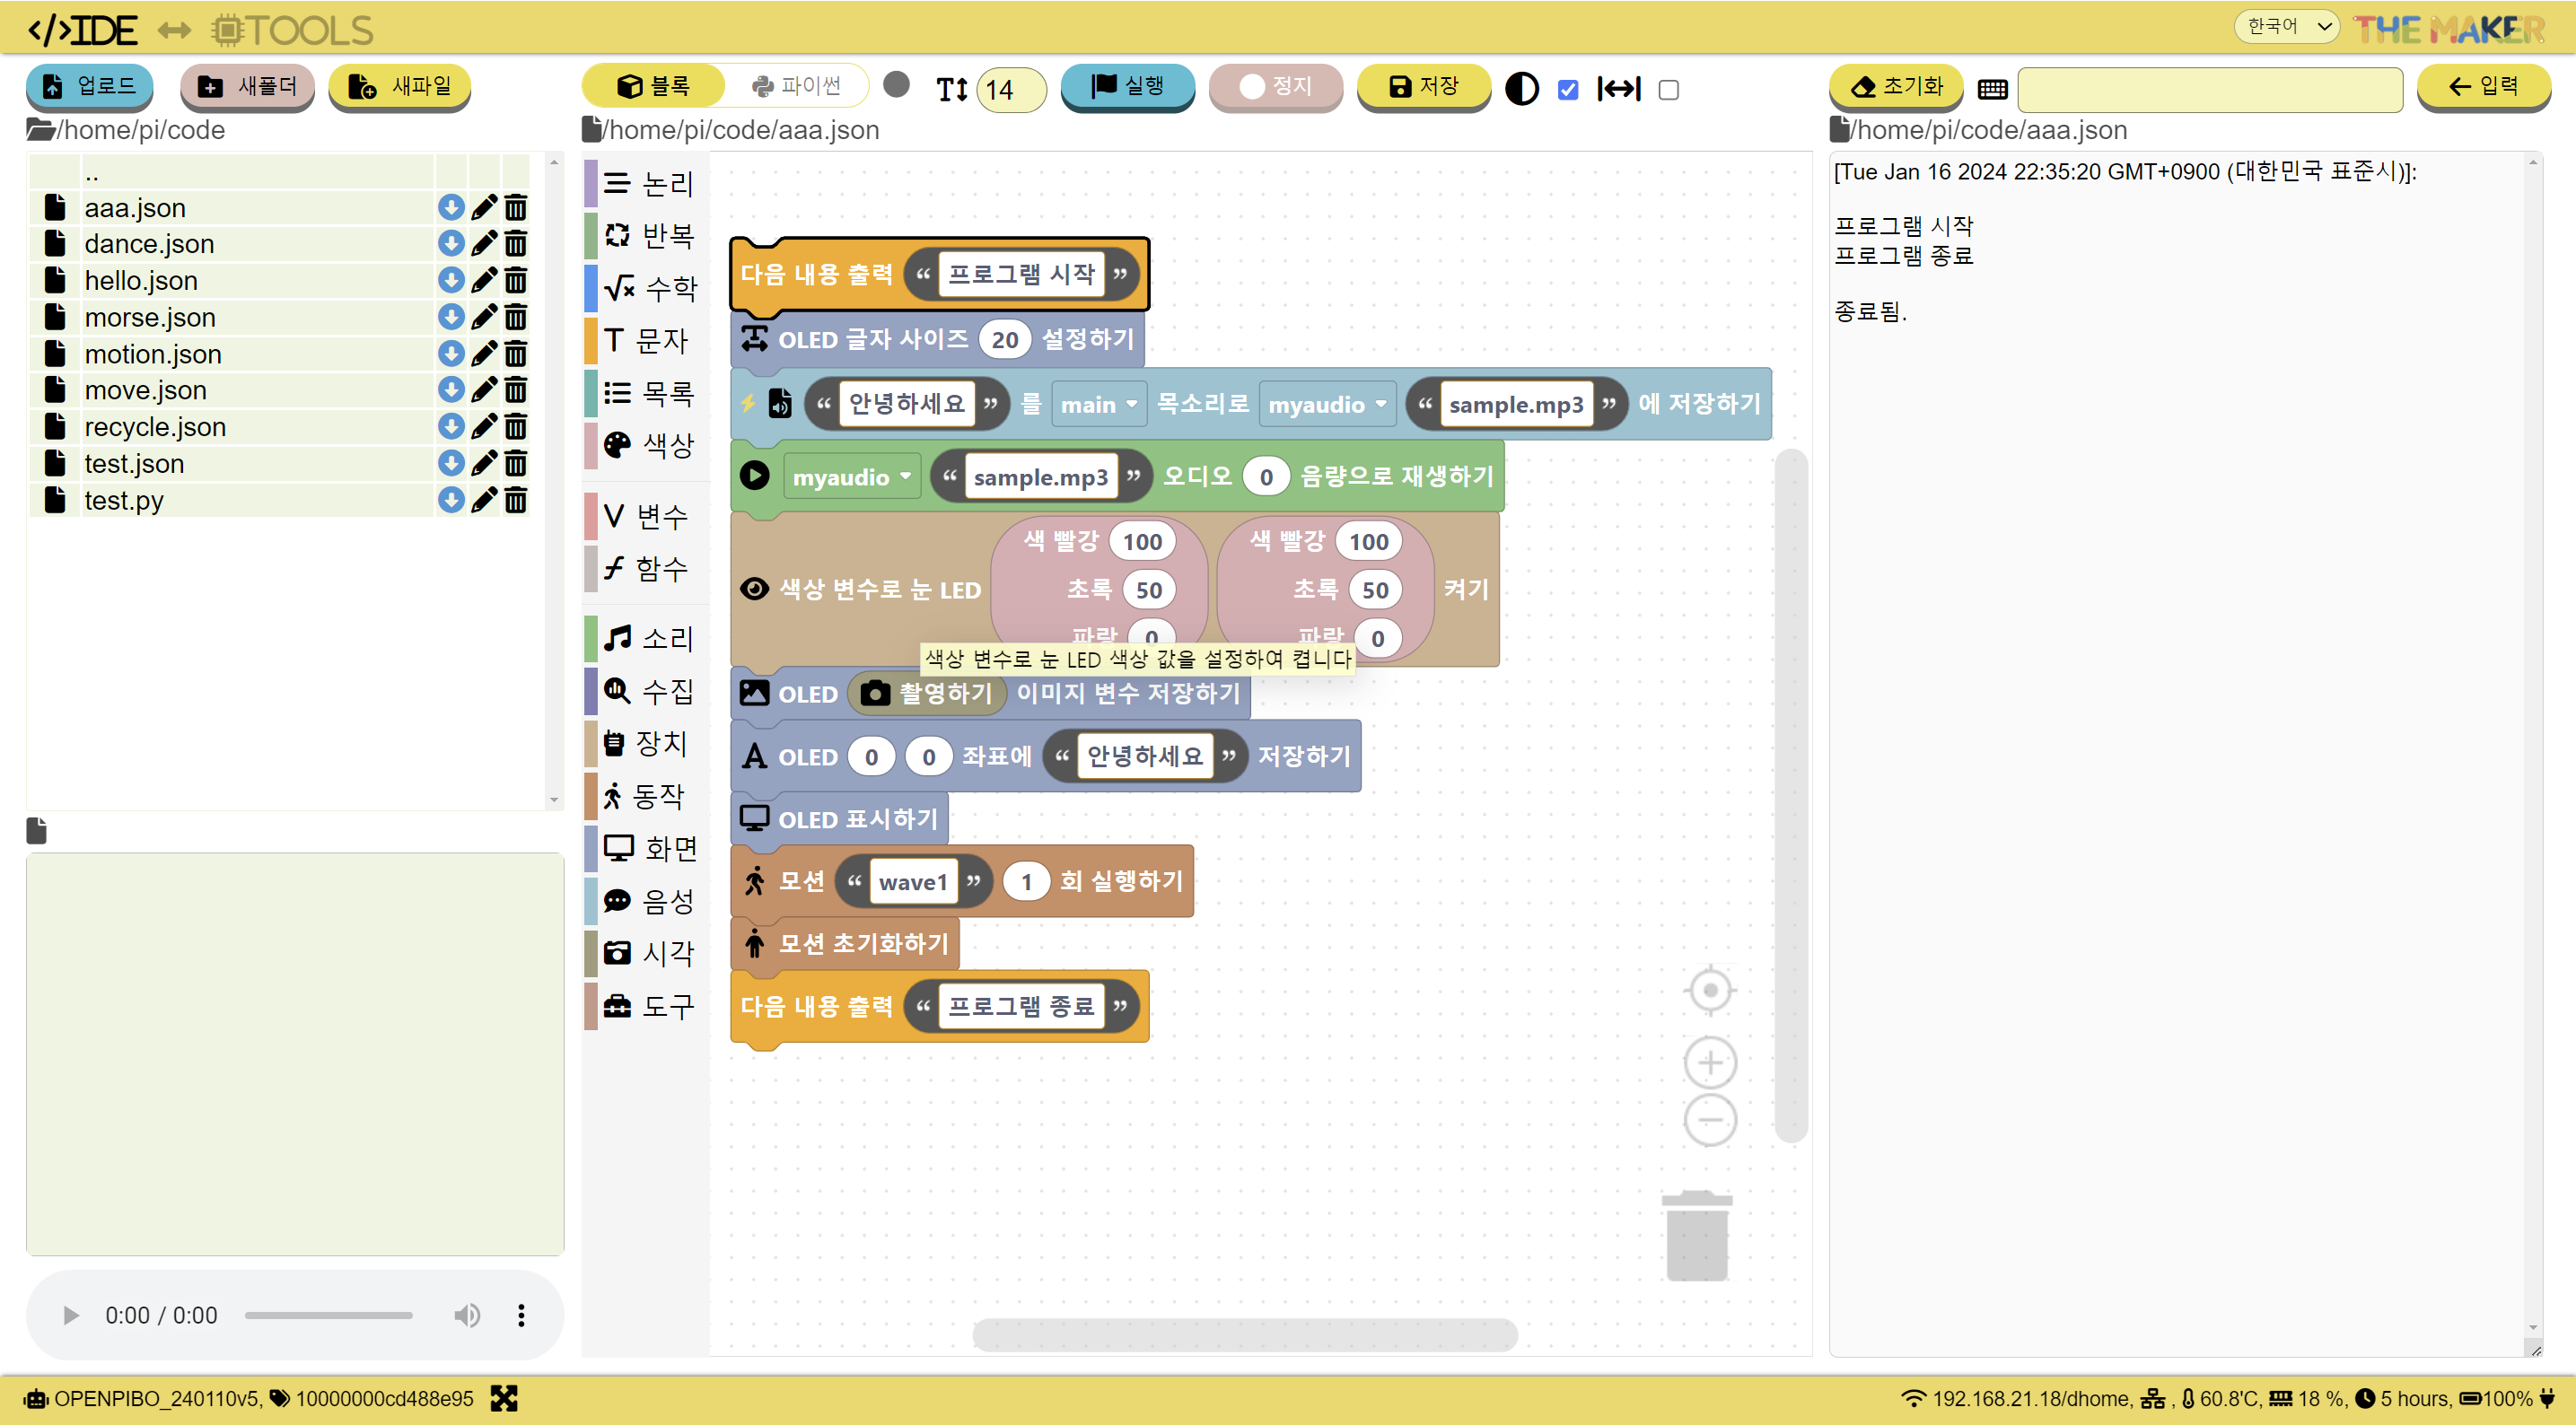 </>IDE TOOLS 한국어 THE MAKER
업로드 새폴더 새파일 블록 파이썬 14 실행 정지 저장 초기화 입력
/home/pi/code
/home/pi/code/aaa.json
/home/pi/code/aaa.json
..
aaa.json
dance.json
hello.json
morse.json
motion.json
move.json
recycle.json
test.json
test.py
0:00 / 0:00
논리
반복
수학
문자
목록
색상
변수
함수
소리
수집
장치
동작
화면
음성
시각
도구
다음 내용 출력 “ 프로그램 시작 ”
OLED 글자 사이즈 20 설정하기
“ 안녕하세요 ” 를 main 목소리로 myaudio “ sample.mp3 ” 에 저장하기
myaudio “ sample.mp3 ” 오디오 0 음량으로 재생하기
색 빨강 100 색 빨강 100
색상 변수로 눈 LED 초록 50 초록 50 켜기
파랑 0 파랑 0
색상 변수로 눈 LED 색상 값을 설정하여 켭니다
OLED 촬영하기 이미지 변수 저장하기
OLED 0 0 좌표에 “ 안녕하세요 ” 저장하기
OLED 표시하기
모션 “ wave1 ” 1 회 실행하기
모션 초기화하기
다음 내용 출력 “ 프로그램 종료 ”
[Tue Jan 16 2024 22:35:20 GMT+0900 (대한민국 표준시)]:
프로그램 시작
프로그램 종료
종료됨.
OPENPIBO_240110v5, 10000000cd488e95
192.168.21.18/dhome, , 60.8'C, 18 %, 5 hours, 100%